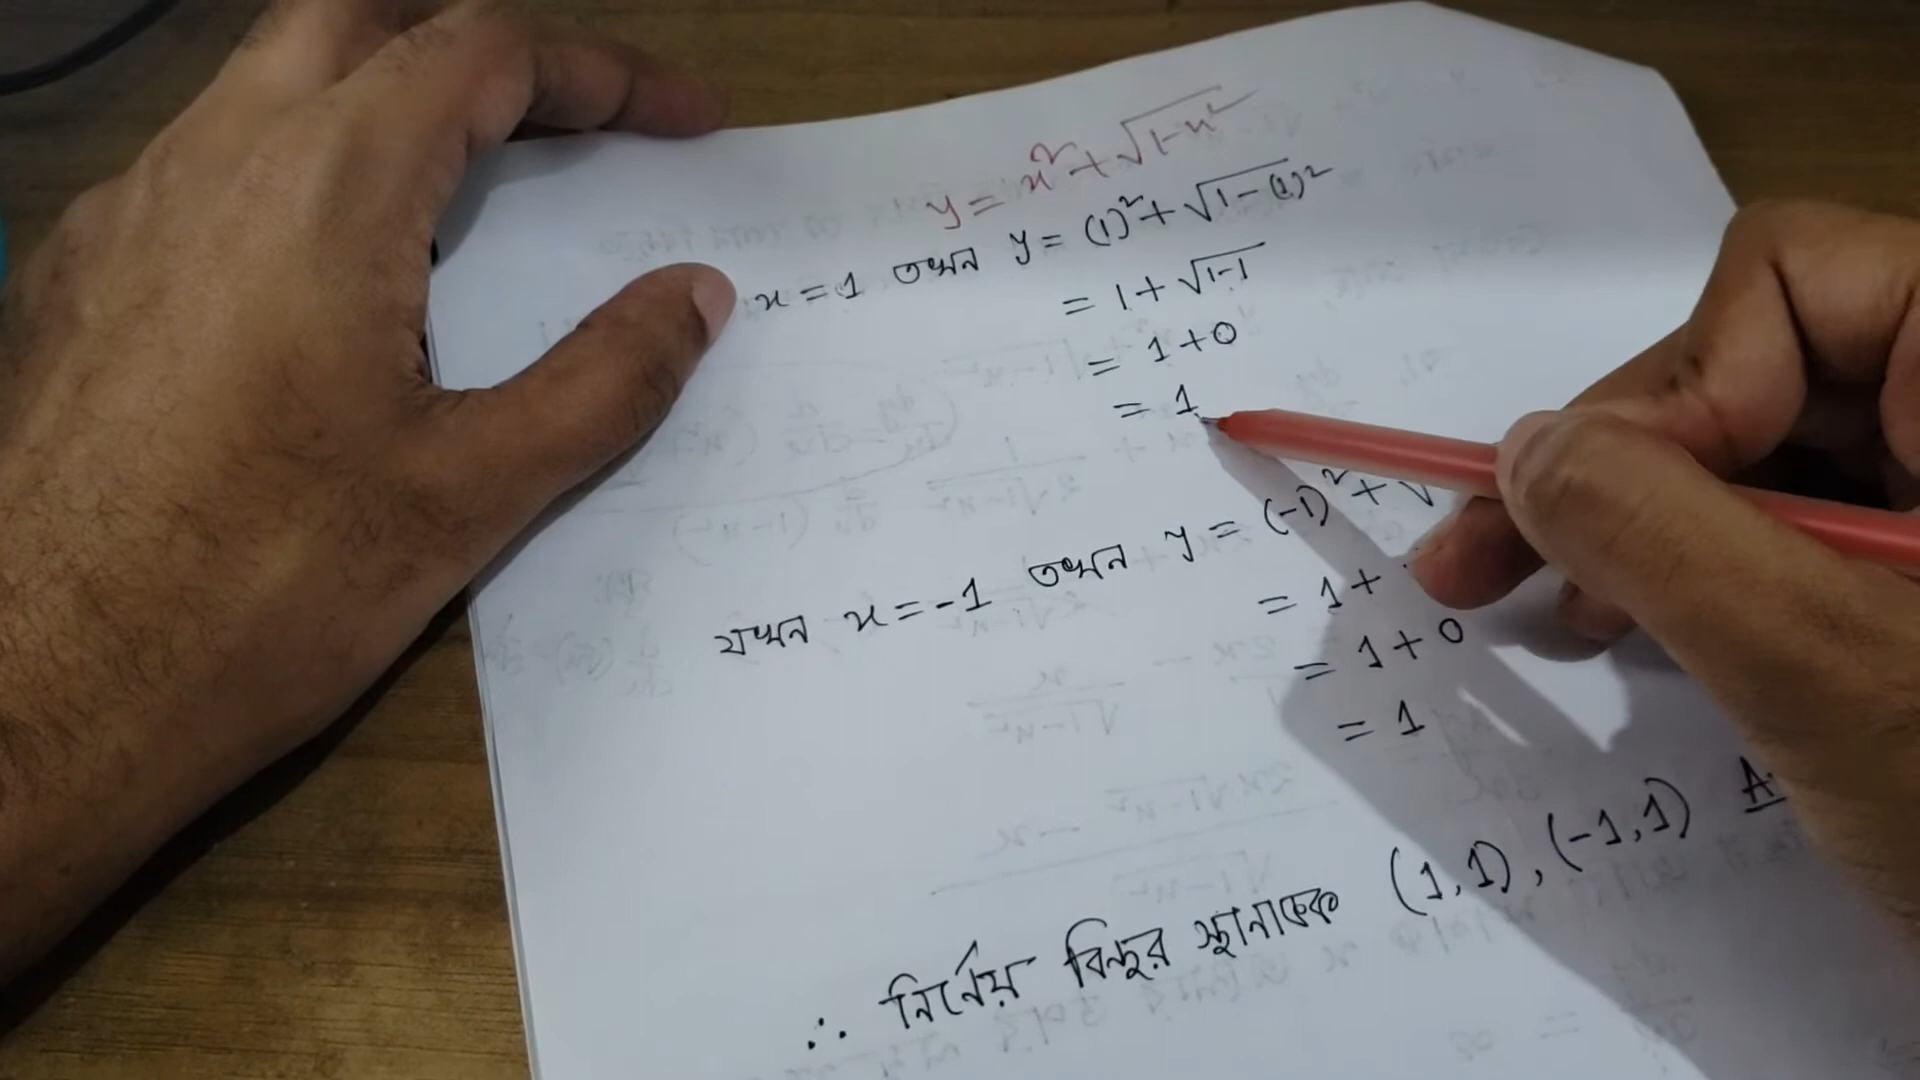 y = x² + √1-x²
x = 1 তখন y = (1)² + √1-(1)²
= 1 + √1-1
= 1 + 0
= 1
যখন x = -1 তখন y = (-1)² + √
= 1 +
= 1 + 0
= 1
∴ নির্ণেয় বিন্দুর স্থানাঙ্ক (1,1), (-1,1)